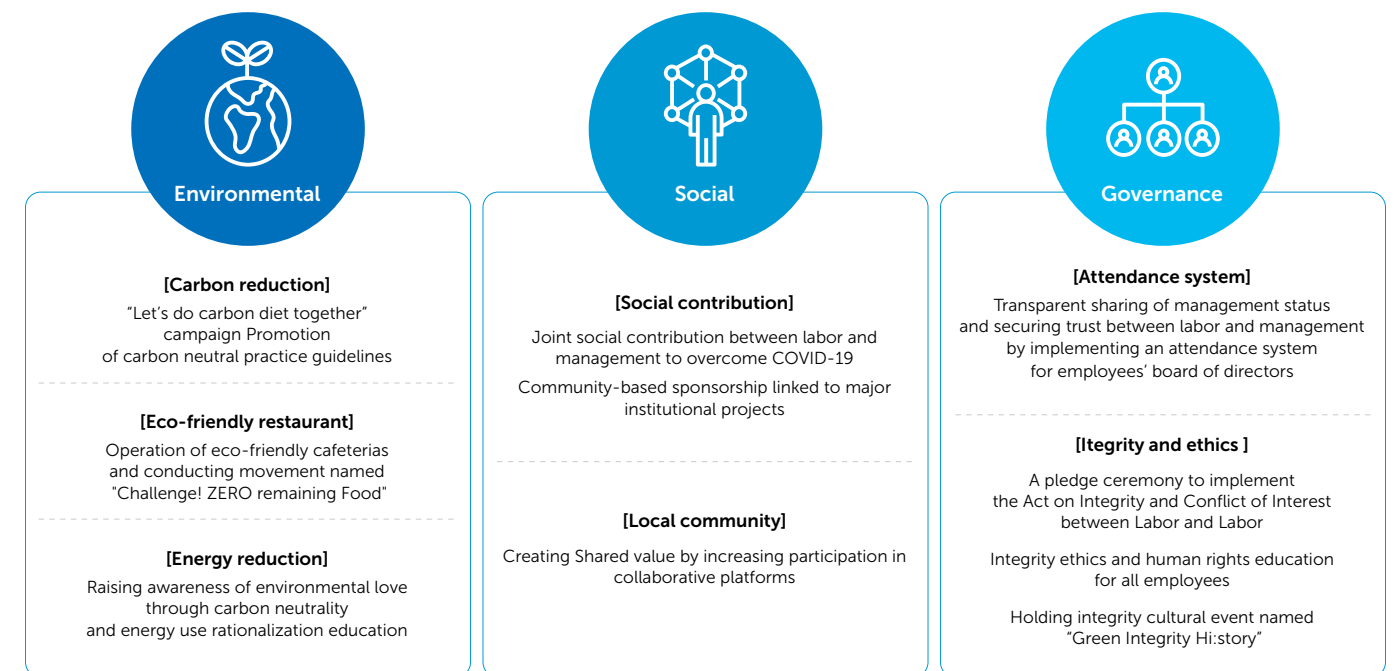 Environmental
[Carbon reduction]
“Let’s do carbon diet together”
campaign Promotion
of carbon neutral practice guidelines
[Eco-friendly restaurant]
Operation of eco-friendly cafeterias
and conducting movement named
"Challenge! ZERO remaining Food"
[Energy reduction]
Raising awareness of environmental love
through carbon neutrality
and energy use rationalization education
Social
[Social contribution]
Joint social contribution between labor and
management to overcome COVID-19
Community-based sponsorship linked to major
institutional projects
[Local community]
Creating Shared value by increasing participation in
collaborative platforms
Governance
[Attendance system]
Transparent sharing of management status
and securing trust between labor and management
by implementing an attendance system
for employees’ board of directors
[Itegrity and ethics ]
A pledge ceremony to implement
the Act on Integrity and Conflict of Interest
between Labor and Labor
Integrity ethics and human rights education
for all employees
Holding integrity cultural event named
“Green Integrity Hi:story”